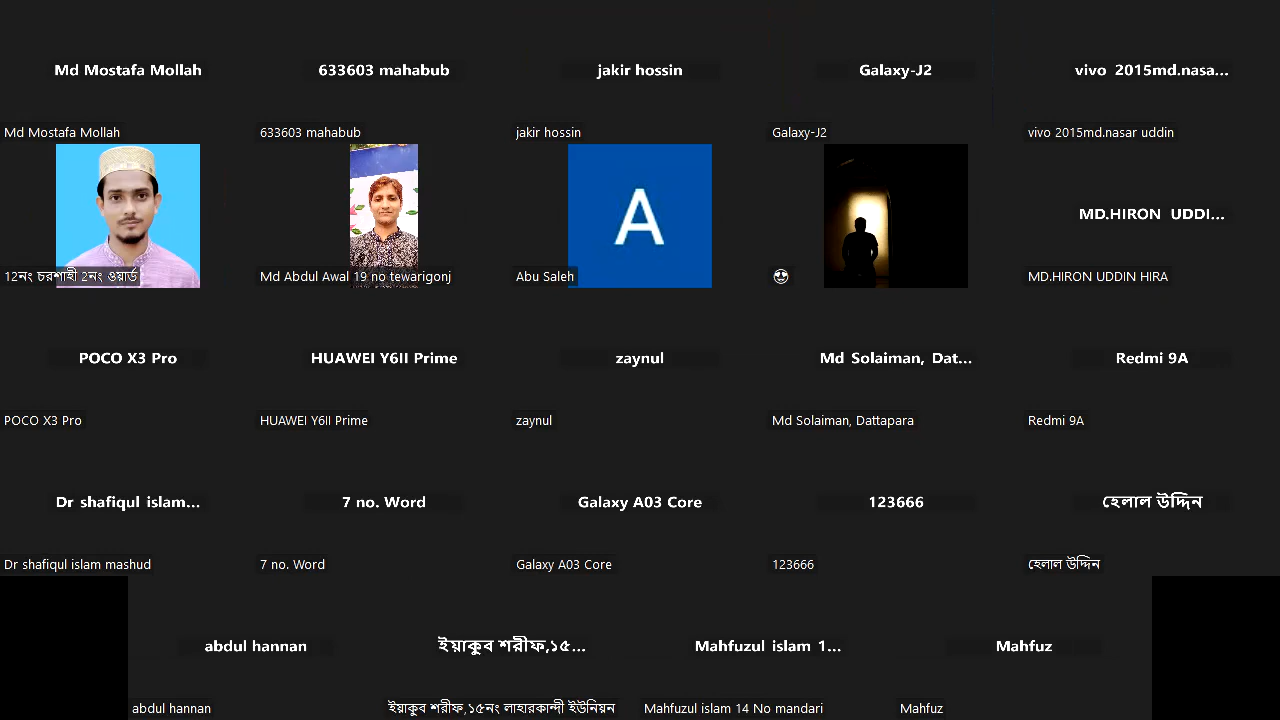 Md Mostafa Mollah
633603 mahabub
jakir hossin
Galaxy-J2
vivo 2015md.nasa...
Md Mostafa Mollah
633603 mahabub
jakir hossin
Galaxy-J2
vivo 2015md.nasar uddin
A
MD.HIRON UDDI...
12নং চরশাহী 2নং ওয়ার্ড
Md Abdul Awal 19 no tewarigonj
Abu Saleh
MD.HIRON UDDIN HIRA
POCO X3 Pro
HUAWEI Y6II Prime
zaynul
Md Solaiman, Dat...
Redmi 9A
POCO X3 Pro
HUAWEI Y6II Prime
zaynul
Md Solaiman, Dattapara
Redmi 9A
Dr shafiqul islam...
7 no. Word
Galaxy A03 Core
123666
হেলাল উদ্দিন
Dr shafiqul islam mashud
7 no. Word
Galaxy A03 Core
123666
হেলাল উদ্দিন
abdul hannan
ইয়াকুব শরীফ,১৫...
Mahfuzul islam 1...
Mahfuz
abdul hannan
ইয়াকুব শরীফ,১৫নং লাহারকান্দী ইউনিয়ন
Mahfuzul islam 14 No mandari
Mahfuz